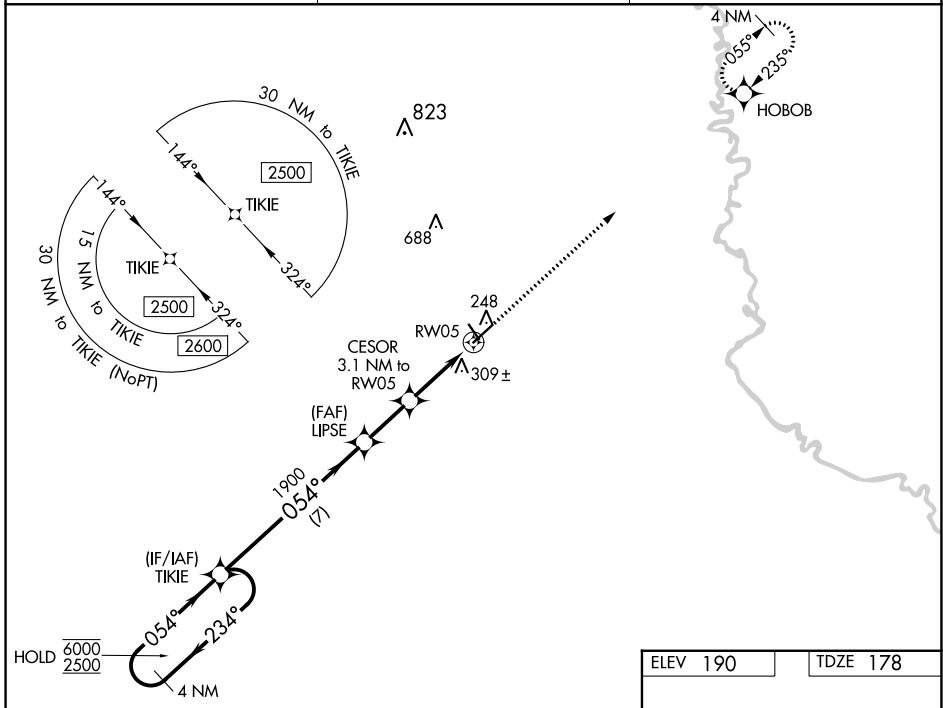 4 NM
055°
235°
HOBOB
30 NM to TIKIE
144°
2500
TIKIE
324°
823
688
144°
15 NM to TIKIE
TIKIE
2500
324°
2600
30 NM to TIKIE (NoPT)
248
RW05
CESOR
3.1 NM to
RW05
309 ±
(FAF)
LIPSE
1900
054°
(7)
(IF/IAF)
TIKIE
054°
234°
HOLD 6000
2500
4 NM
ELEV 190
TDZE 178